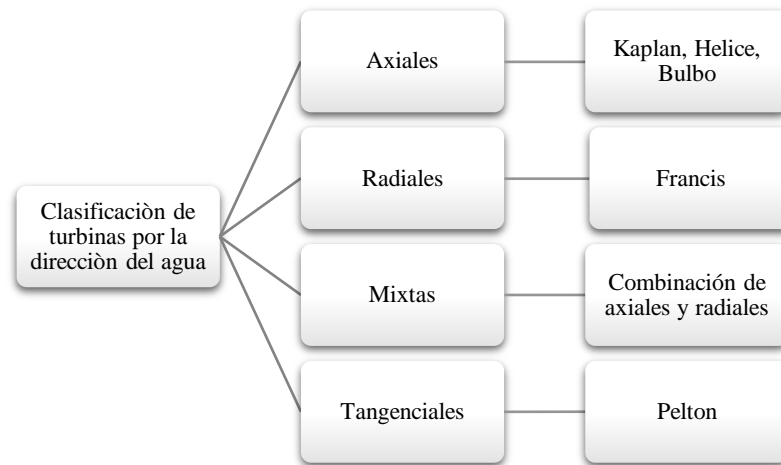 Clasificaciòn de
turbinas por la
direcciòn del agua
Axiales
Kaplan, Helice,
Bulbo
Radiales
Francis
Mixtas
Combinación de
axiales y radiales
Tangenciales
Pelton